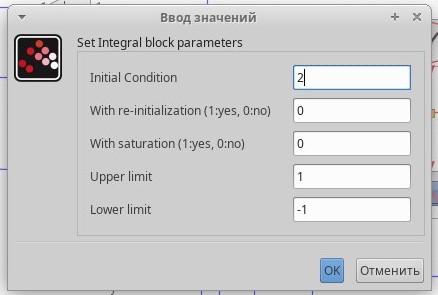 Ввод значений
Set Integral block parameters
Initial Condition 2
With re-initialization (1:yes, 0:no) 0
With saturation (1:yes, 0:no) 0
Upper limit 1
Lower limit -1
OK Отменить